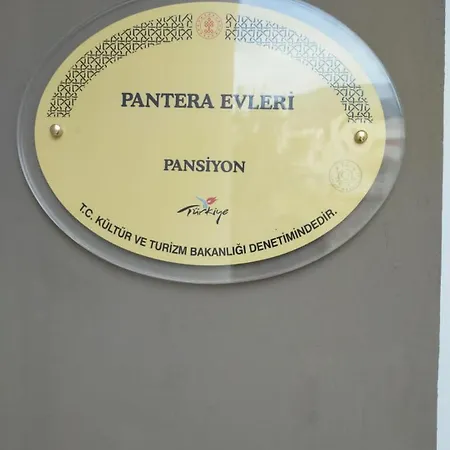 PANTERA EVLERİ
PANSİYON
Türkiye
T.C. KÜLTÜR VE TURİZM BAKANLIĞI DENETİMİNDEDİR.